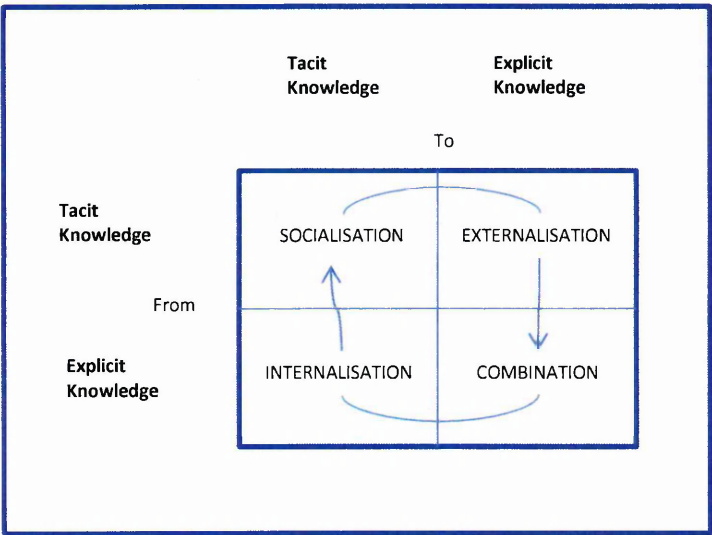 Tacit
Knowledge
Explicit
Knowledge
To
Tacit
Knowledge
SOCIALISATION
EXTERNALISATION
From
Explicit
Knowledge
INTERNALISATION
COMBINATION